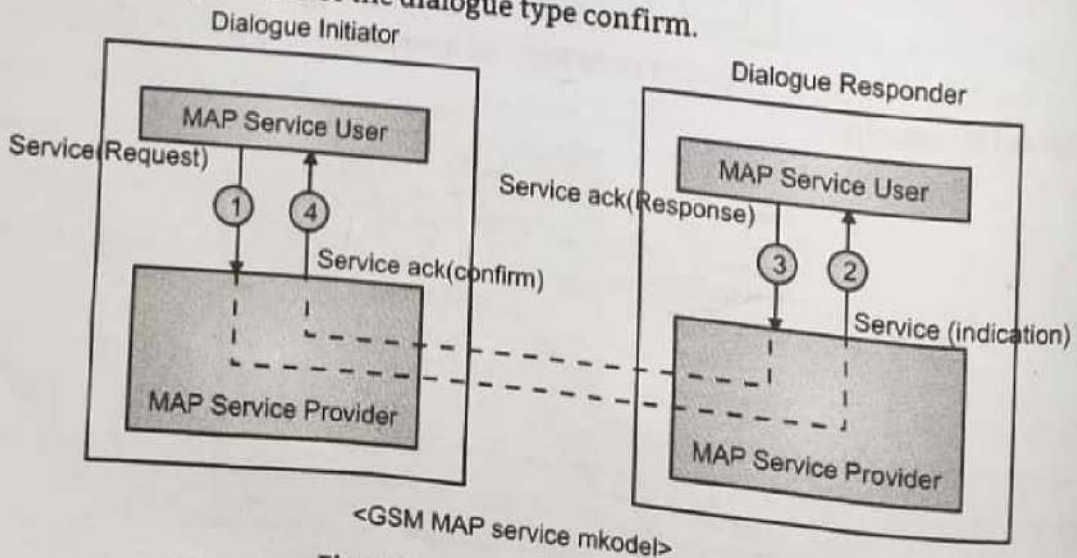 the dialogue type confirm.
Dialogue Initiator
MAP Service User
Service(Request)
1
4
Service ack(confirm)
MAP Service Provider
Dialogue Responder
MAP Service User
Service ack(Response)
3
2
Service (indication)
MAP Service Provider
<GSM MAP service mkodel>